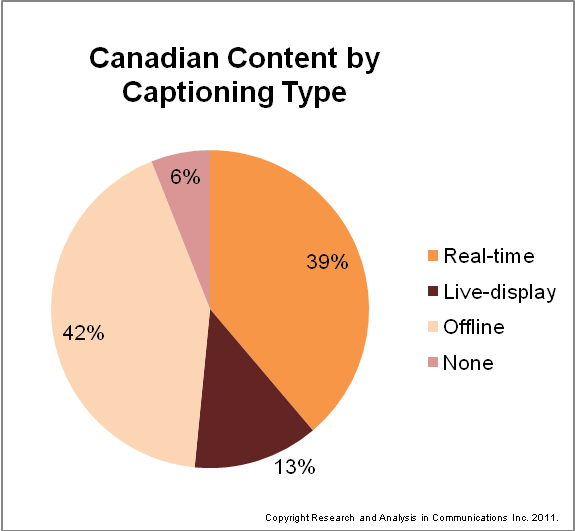 Canadian Content by
Captioning Type
6%
39%
42%
13%
Real-time
Live-display
Offline
None
Copyright Research and Analysis in Communications Inc. 2011.